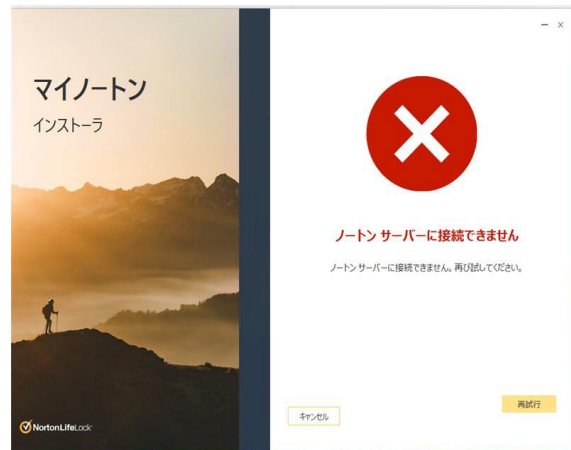 マイノートン
インストーラ
ノートン サーバーに接続できません
ノートン サーバーに接続できません。再び試してください。
キャンセル
再試行
NortonLifeLock